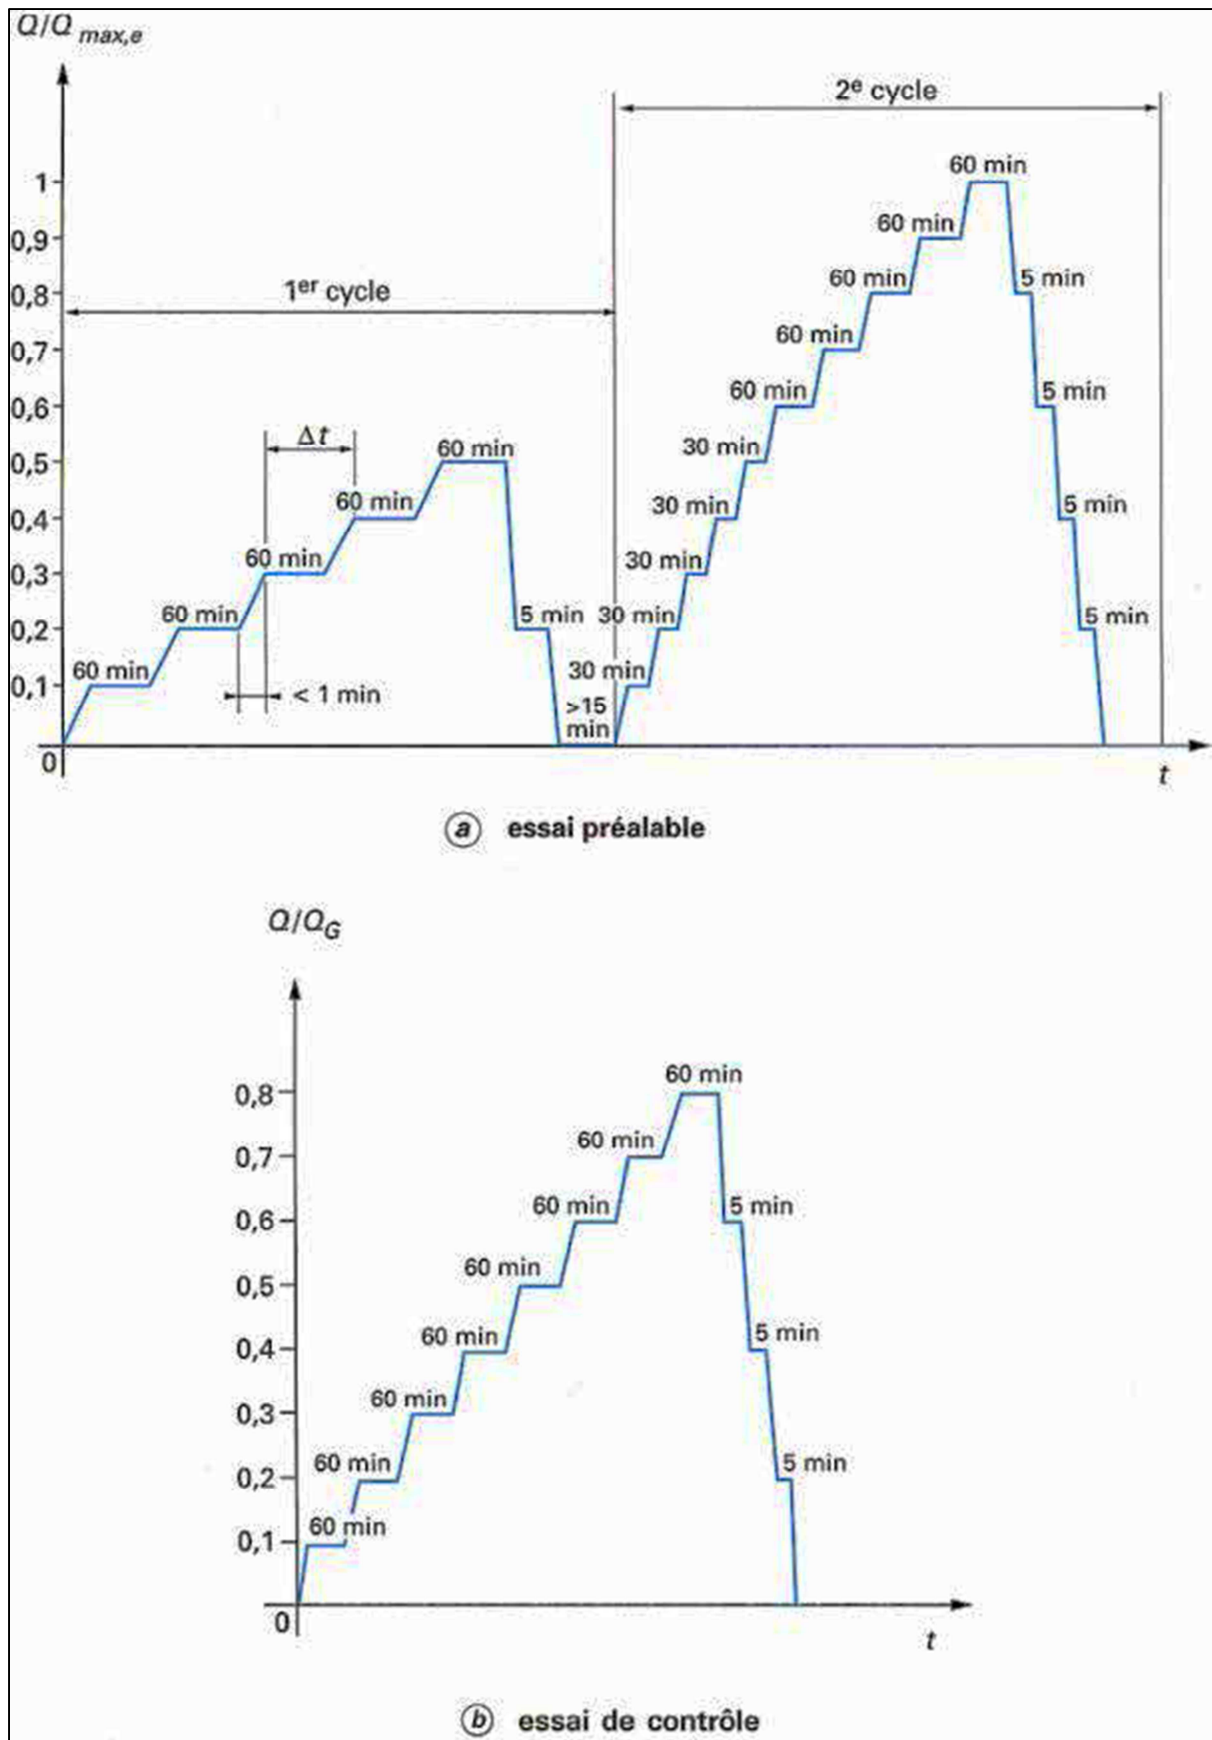 Q/Q max,e
2e cycle
60 min
1
60 min
0,9
60 min
5 min
0,8
1er cycle
60 min
0,7
60 min
5 min
0,6
Δt
60 min
30 min
0,5
60 min
30 min
5 min
0,4
60 min
30 min
0,3
60 min
5 min
30 min
5 min
0,2
60 min
30 min
0,1
< 1 min
>15
min
0
t
a essai préalable
Q/QG
60 min
0,8
60 min
0,7
60 min
5 min
0,6
60 min
0,5
60 min
5 min
0,4
60 min
0,3
60 min
5 min
0,2
60 min
0,1
0
t
b essai de contrôle